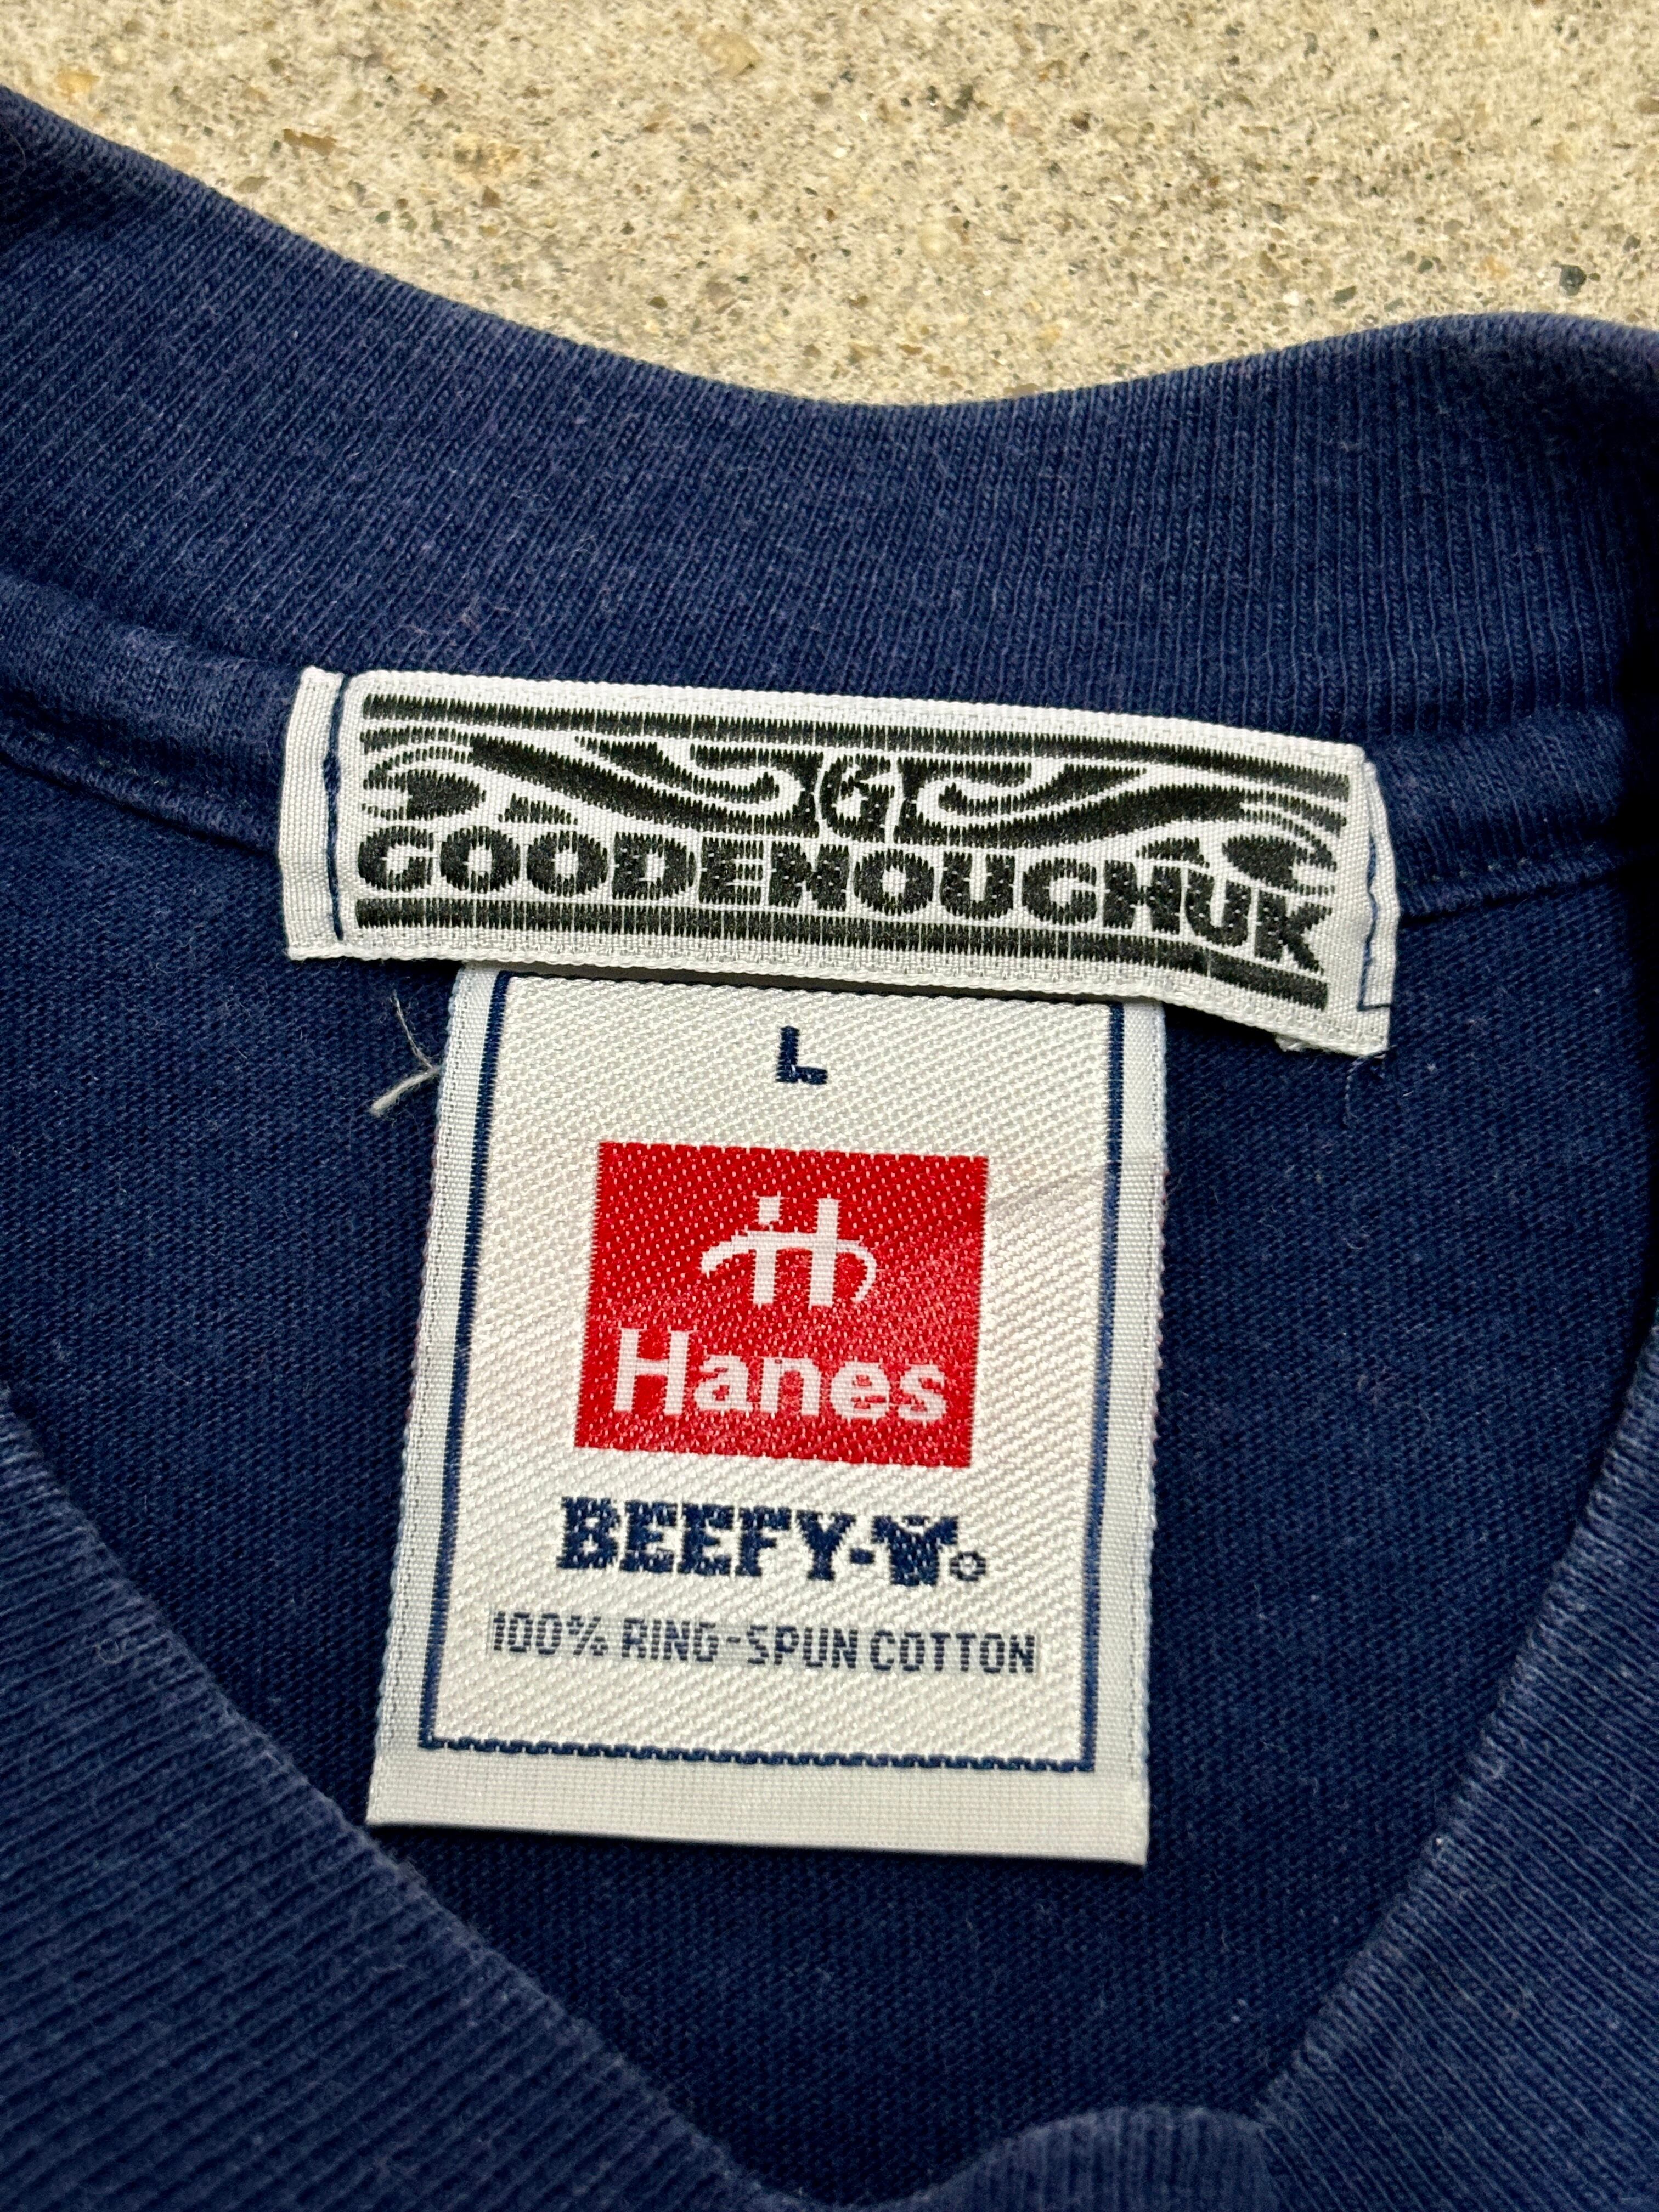 G
GOODENOUGHUK
L
Hanes
BEEFY-T®
100% RING-SPUN COTTON